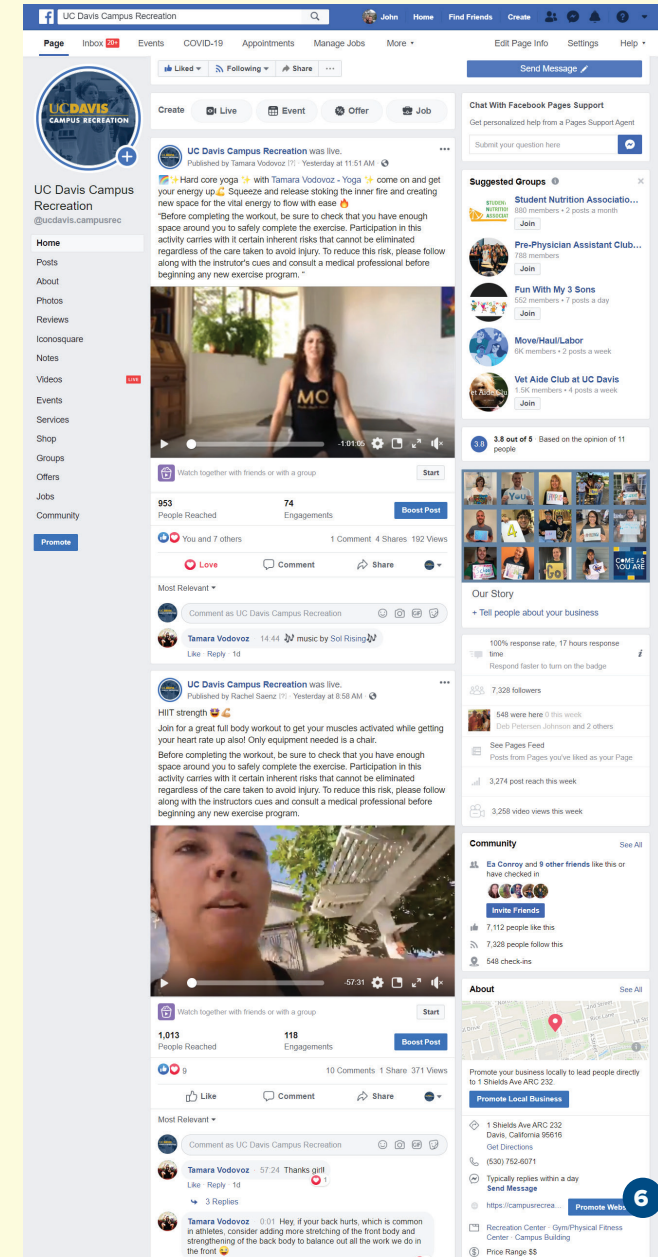 UC Davis Campus Recreation
John Home Find Friends Create
Page Inbox 20+ Events COVID-19 Appointments Manage Jobs More Edit Page Info Settings Help
Liked Following Share ... Send Message
UCDAVIS
CAMPUS RECREATION
UC Davis Campus
Recreation
@ucdavis.campusrec
Home
Posts
About
Photos
Reviews
Iconosquare
Notes
Videos LIVE
Events
Services
Shop
Groups
Offers
Jobs
Community
Promote
Create Live Event Offer Job
UC Davis Campus Recreation was live.
Published by Tamara Vodovoz [?] · Yesterday at 11:51 AM ·
Hard core yoga ✨ with Tamara Vodovoz - Yoga ✨ come on and get
your energy up💪 Squeeze and release stoking the inner fire and creating
new space for the vital energy to flow with ease 🔥
“Before completing the workout, be sure to check that you have enough
space around you to safely complete the exercise. Participation in this
activity carries with it certain inherent risks that cannot be eliminated
regardless of the care taken to avoid injury. To reduce this risk, please follow
along with the instrutor's cues and consult a medical professional before
beginning any new exercise program. “
MO
-1:01:05
Watch together with friends or with a group Start
953 74
People Reached Engagements Boost Post
You and 7 others 1 Comment 4 Shares 192 Views
Love Comment Share
Most Relevant
Comment as UC Davis Campus Recreation GIF
Tamara Vodovoz · 14:44 🎶 music by Sol Rising🎶
Like · Reply · 1d
UC Davis Campus Recreation was live.
Published by Rachel Saenz [?] · Yesterday at 8:58 AM ·
HIIT strength 🤩💪
Join for a great full body workout to get your muscles activated while getting
your heart rate up also! Only equipment needed is a chair.
Before completing the workout, be sure to check that you have enough
space around you to safely complete the exercise. Participation in this
activity carries with it certain inherent risks that cannot be eliminated
regardless of the care taken to avoid injury. To reduce this risk, please follow
along with the instructors cues and consult a medical professional before
beginning any new exercise program.
-57:31
Watch together with friends or with a group Start
1,013 118
People Reached Engagements Boost Post
9 10 Comments 1 Share 371 Views
Like Comment Share
Most Relevant
Comment as UC Davis Campus Recreation GIF
Tamara Vodovoz · 57:24 Thanks girl!
1
Like · Reply · 1d
3 Replies
Tamara Vodovoz · 0:01 Hey, if your back hurts, which is common
in athletes, consider adding more stretching of the front body and
strengthening of the back body to balance out all the work we do in
the front 😄
Chat With Facebook Pages Support
Get personalized help from a Pages Support Agent
Submit your question here
Suggested Groups
STUDENT
NUTRITION
ASSOCIAT
Student Nutrition Associatio...
880 members • 2 posts a month
Join
Pre-Physician Assistant Club...
788 members
Join
Fun With My 3 Sons
552 members • 7 posts a day
Join
Move/Haul/Labor
6K members • 2 posts a week
Vet Aide Club at UC Davis
1.5K members • 4 posts a week
Join
3.8 3.8 out of 5 · Based on the opinion of 11
people
You
Go
COME AS
YOU ARE
Our Story
+ Tell people about your business
100% response rate, 17 hours response
time
Respond faster to turn on the badge
7,328 followers
548 were here 0 this week
Deb Petersen Johnson and 2 others
See Pages Feed
Posts from Pages you've liked as your Page
3,274 post reach this week
3,258 video views this week
Community See All
Ea Conroy and 9 other friends like this or
have checked in
Invite Friends
7,112 people like this
7,328 people follow this
548 check-ins
About See All
2nd Street
Rice Lane
Promote your business locally to lead people directly
to 1 Shields Ave ARC 232.
Promote Local Business
1 Shields Ave ARC 232
Davis, California 95616
Get Directions
(530) 752-6071
Typically replies within a day
Send Message
https://campusrecrea... Promote Webs
6
Recreation Center · Gym/Physical Fitness
Center · Campus Building
Price Range $$